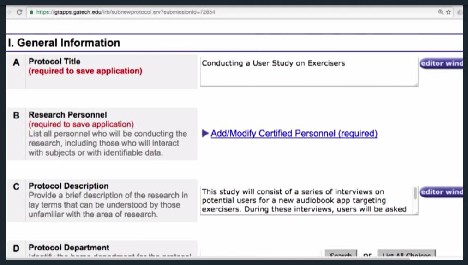 https://gtapps.gatech.edu/irb/subnewprotocol.srv?submissionId=72834
I. General Information
A Protocol Title
(required to save application)
Conducting a User Study on Exercisers
editor wind
B Research Personnel
(required to save application)
List all personnel who will be conducting the
research, including those who will interact
with subjects or with identifiable data.
Add/Modify Certified Personnel (required)
C Protocol Description
Provide a brief description of the research in
lay terms that can be understood by those
unfamiliar with the area of research.
This study will consist of a series of interviews on
potential users for a new audiobook app targeting
exercisers. During these interviews, users will be asked
editor wind
D Protocol Department
Identify the home department for the protocol
Search or List All Choices